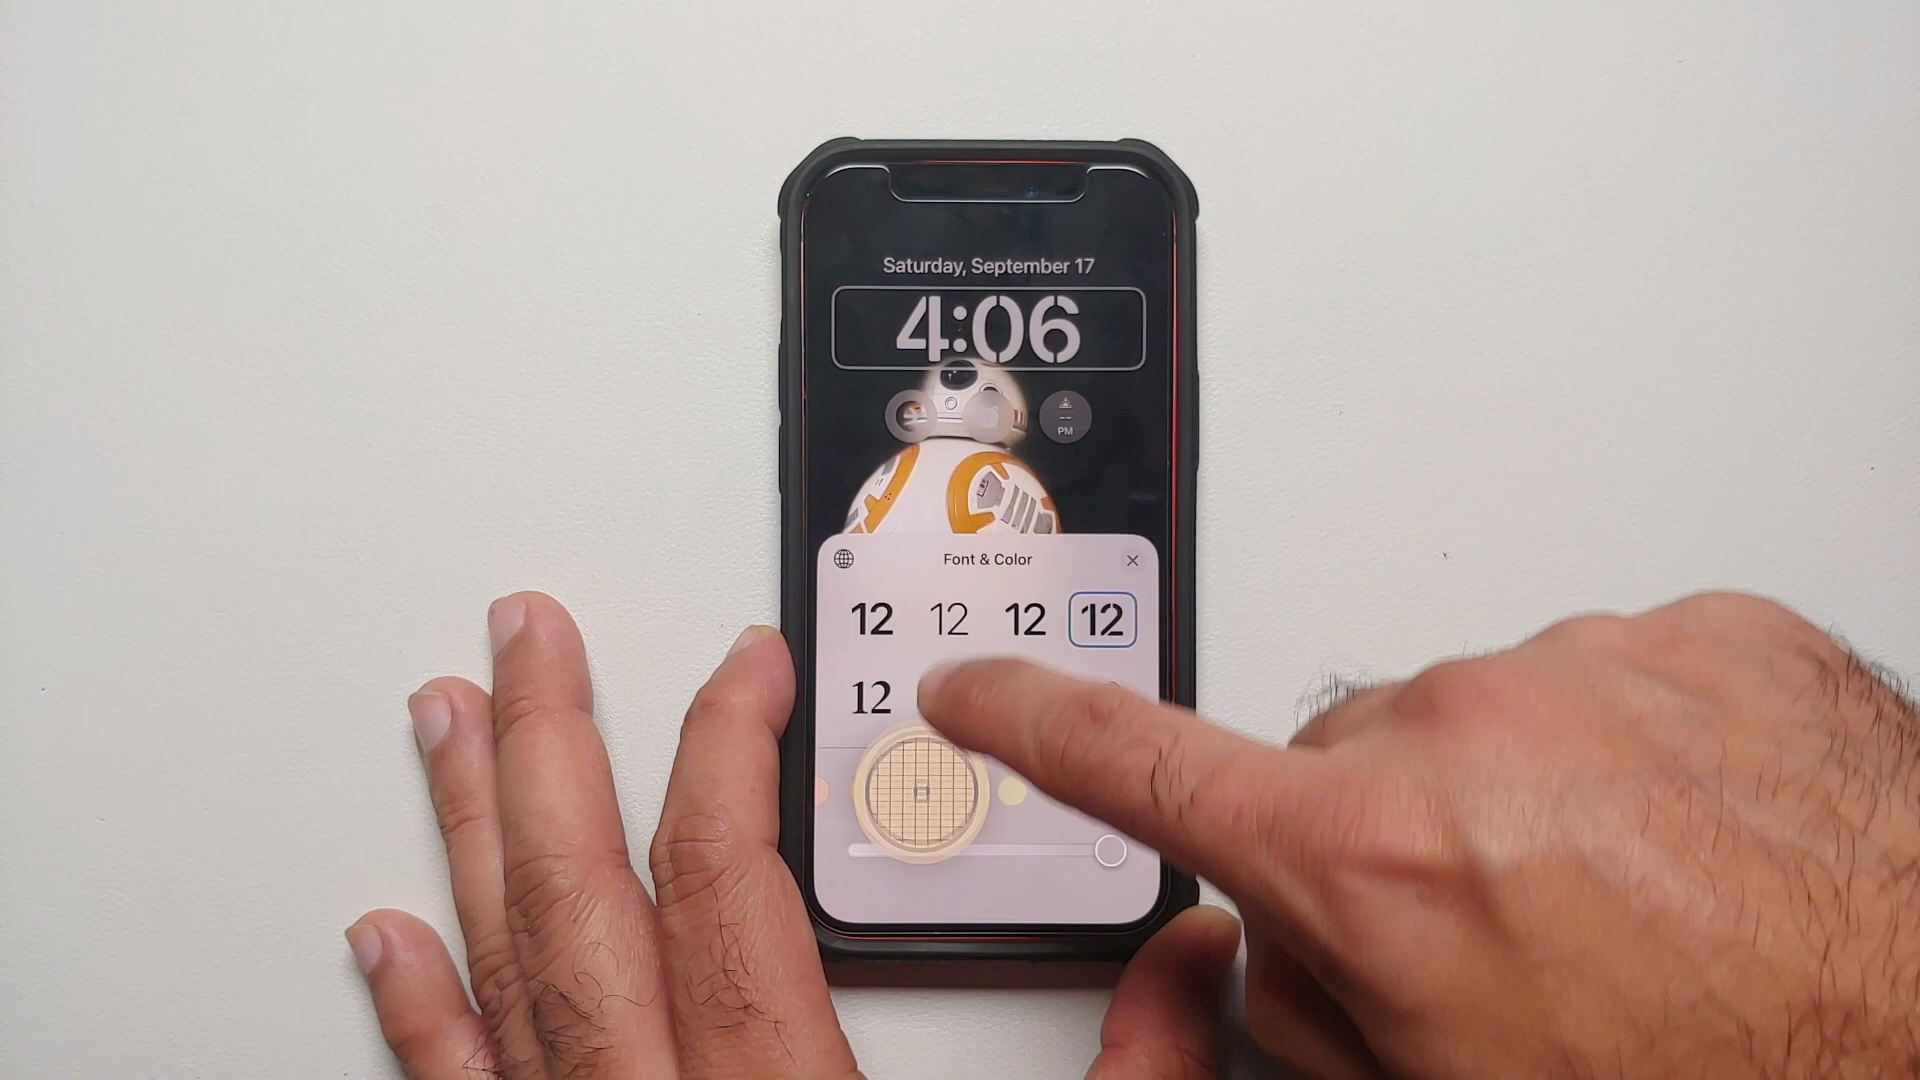 Saturday, September 17
4:06
--
PM
Font & Color
12 12 12 12
12